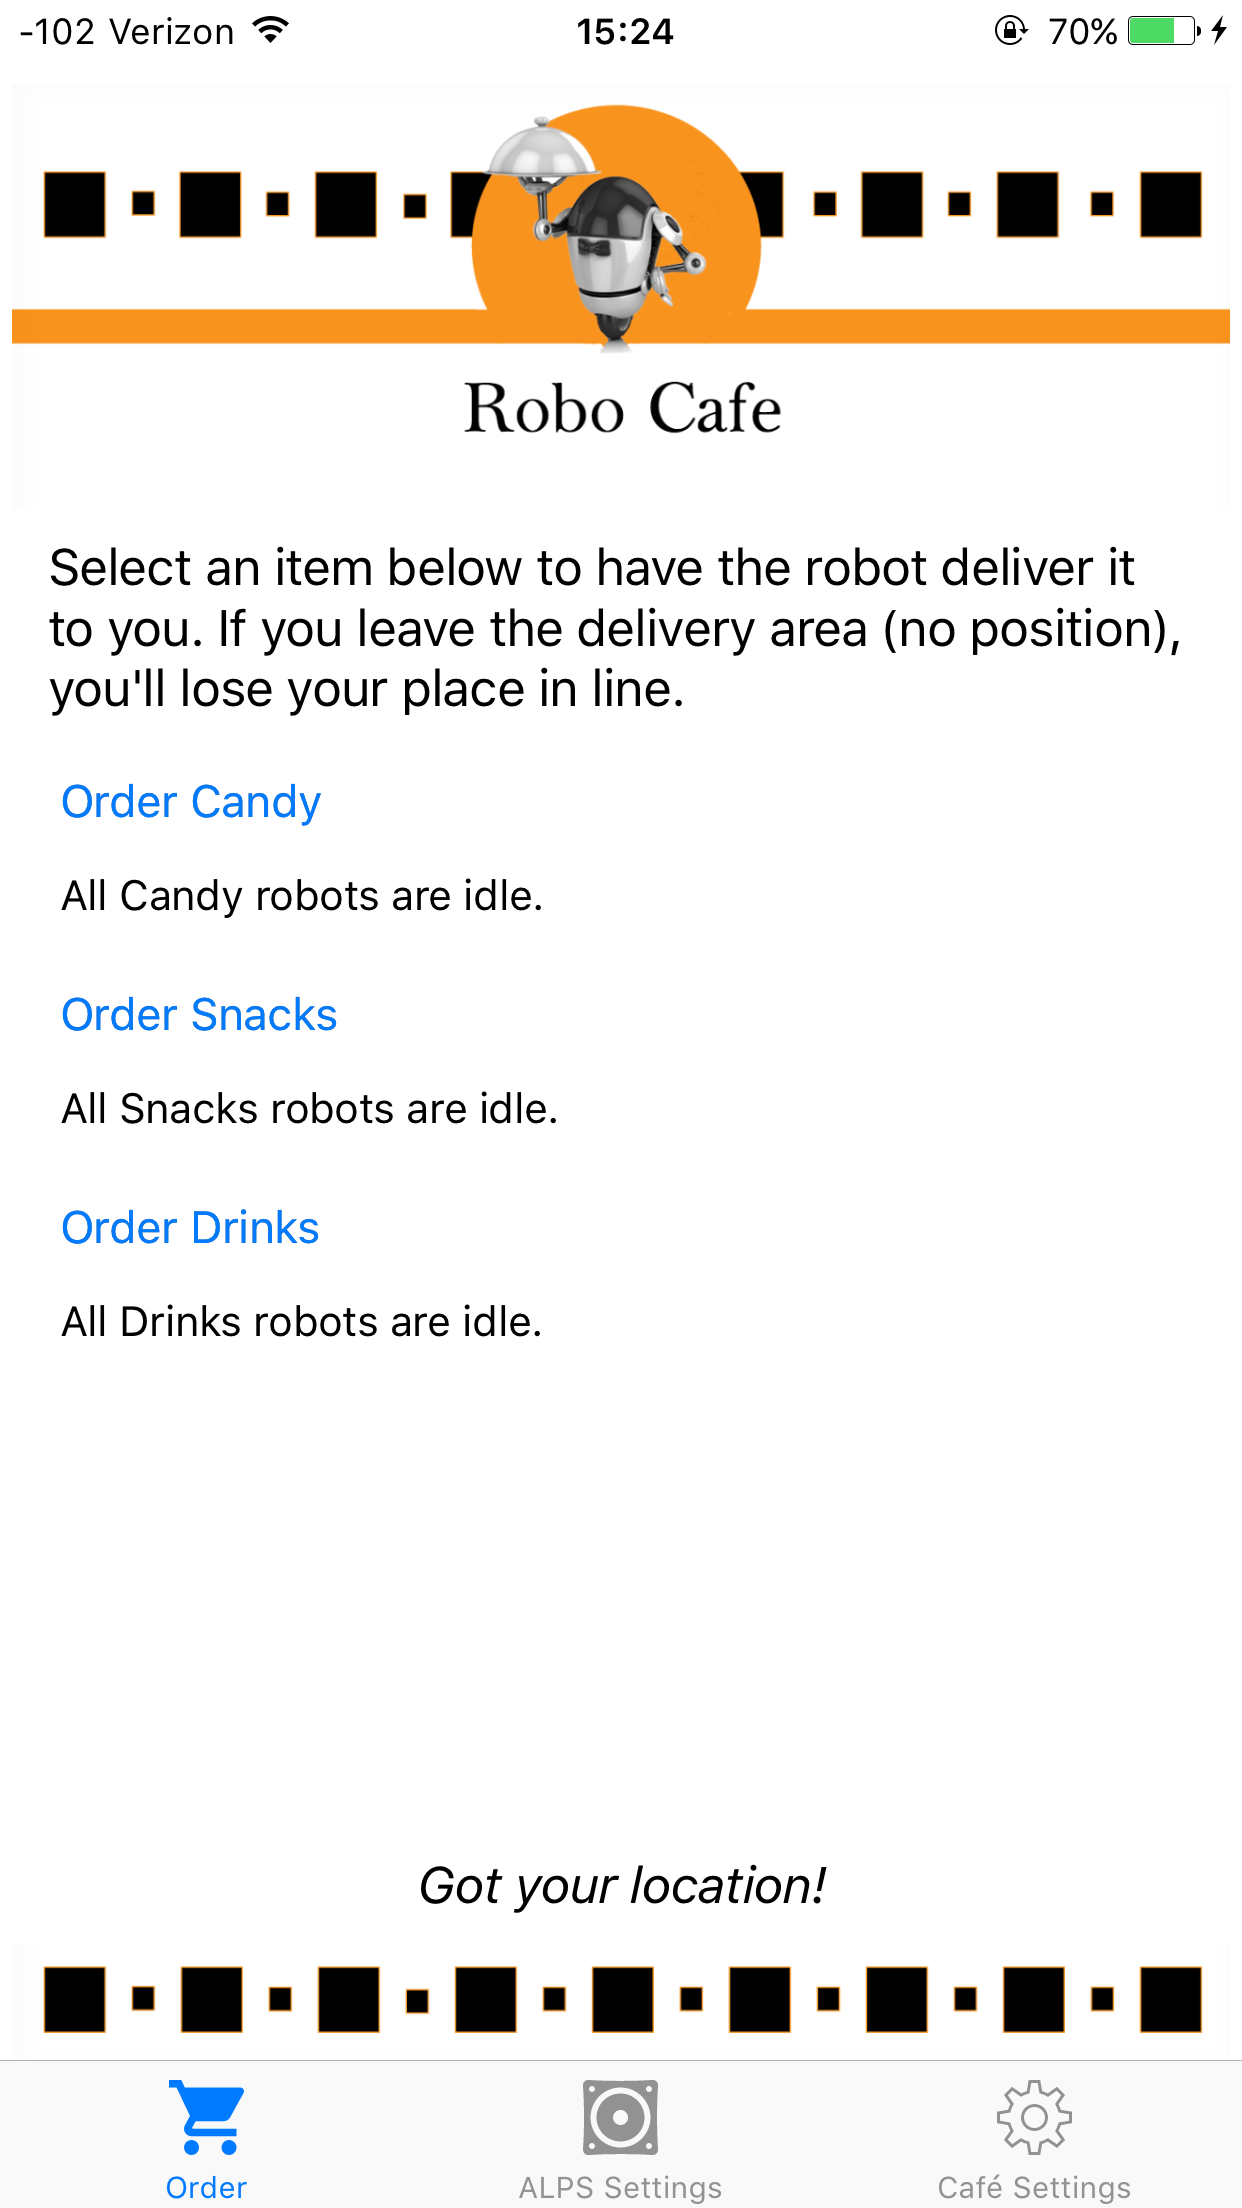 -102 Verizon 15:24 70%
Robo Cafe
Select an item below to have the robot deliver it
to you. If you leave the delivery area (no position),
you'll lose your place in line.
Order Candy
All Candy robots are idle.
Order Snacks
All Snacks robots are idle.
Order Drinks
All Drinks robots are idle.
Got your location!
Order ALPS Settings Café Settings